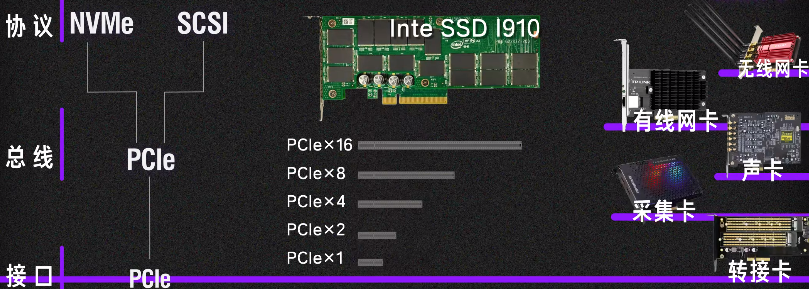 协议 NVMe SCSI
总线 PCIe
接口 PCIe
Inte SSD I910
PCIe×16
PCIe×8
PCIe×4
PCIe×2
PCIe×1
无线网卡
有线网卡
声卡
采集卡
转接卡